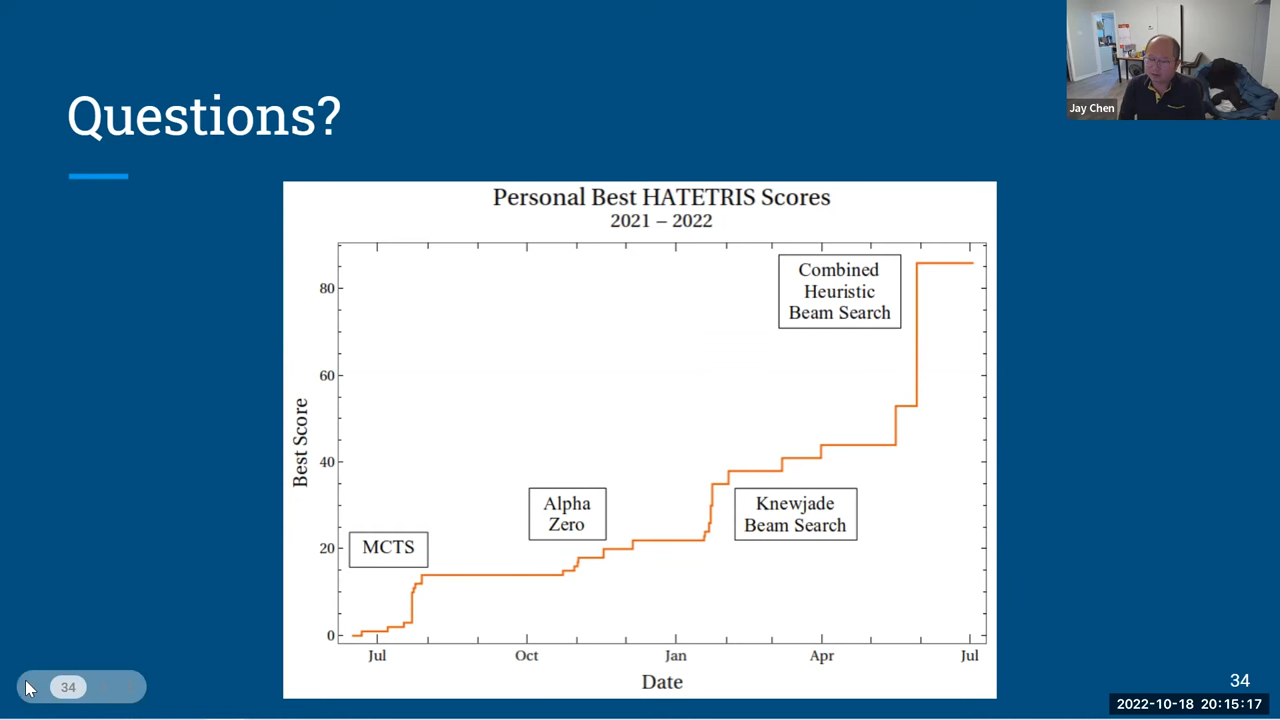 Jay Chen
Questions?
Personal Best HATETRIS Scores
2021 – 2022
Best Score
80
60
40
20
0
Combined
Heuristic
Beam Search
Alpha
Zero
Knewjade
Beam Search
MCTS
Jul
Oct
Jan
Apr
Jul
Date
34
34
2022-10-18 20:15:17